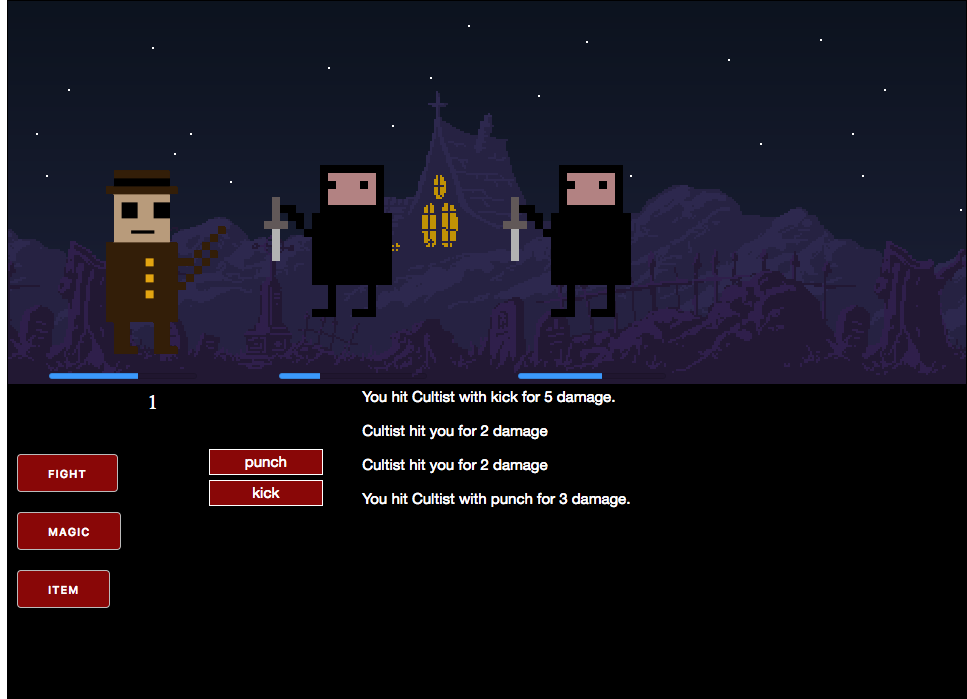 1
You hit Cultist with kick for 5 damage.
Cultist hit you for 2 damage
Cultist hit you for 2 damage
You hit Cultist with punch for 3 damage.
FIGHT
MAGIC
ITEM
punch
kick